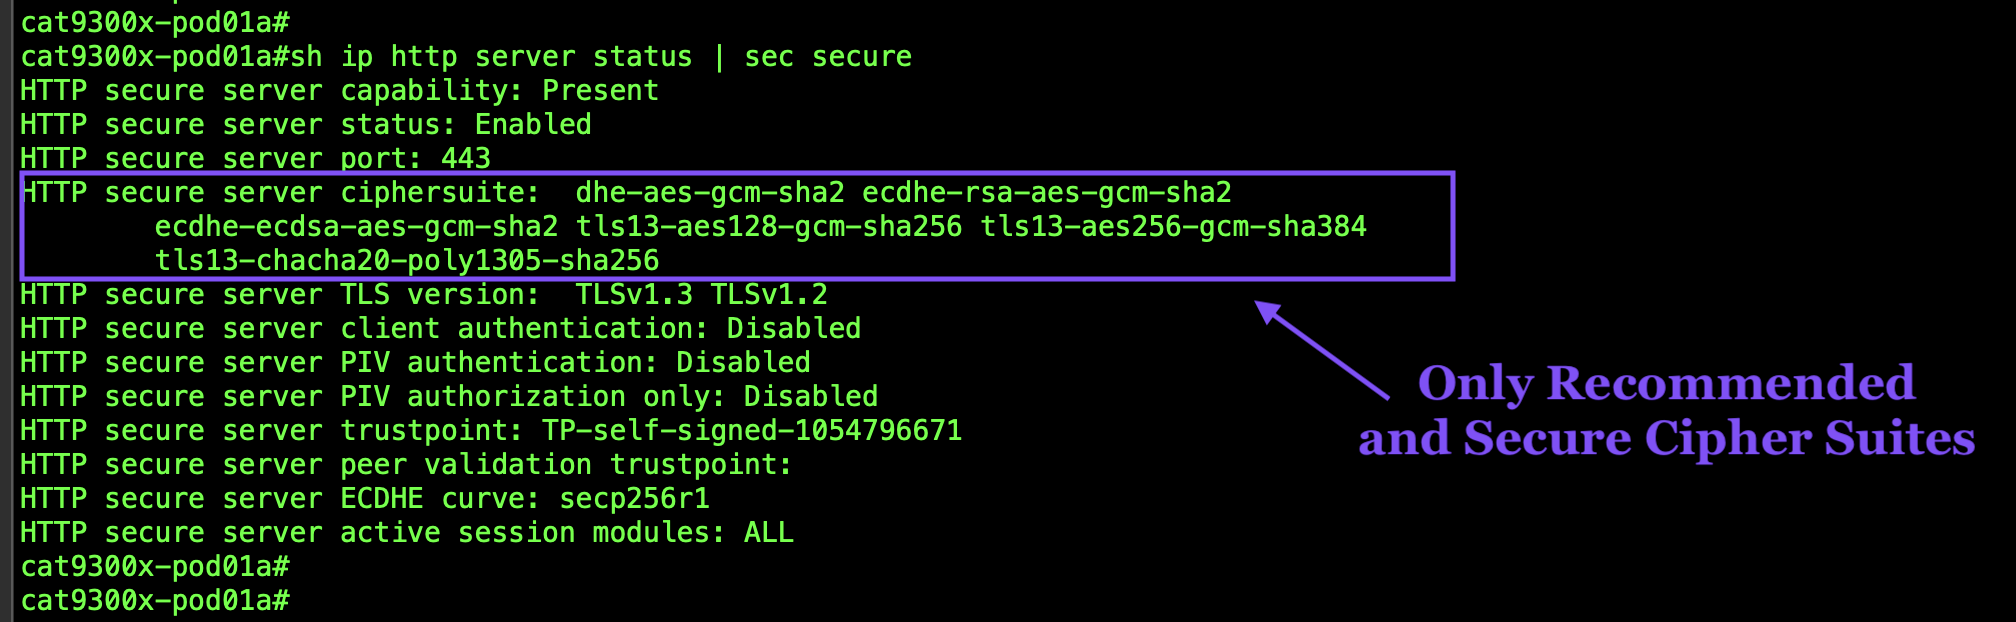 cat9300x-pod01a#
cat9300x-pod01a#sh ip http server status | sec secure
HTTP secure server capability: Present
HTTP secure server status: Enabled
HTTP secure server port: 443
HTTP secure server ciphersuite:  dhe-aes-gcm-sha2 ecdhe-rsa-aes-gcm-sha2
        ecdhe-ecdsa-aes-gcm-sha2 tls13-aes128-gcm-sha256 tls13-aes256-gcm-sha384
        tls13-chacha20-poly1305-sha256
HTTP secure server TLS version:  TLSv1.3 TLSv1.2
HTTP secure server client authentication: Disabled
HTTP secure server PIV authentication: Disabled
HTTP secure server PIV authorization only: Disabled
HTTP secure server trustpoint: TP-self-signed-1054796671
HTTP secure server peer validation trustpoint:
HTTP secure server ECDHE curve: secp256r1
HTTP secure server active session modules: ALL
cat9300x-pod01a#
cat9300x-pod01a#
Only Recommended
and Secure Cipher Suites